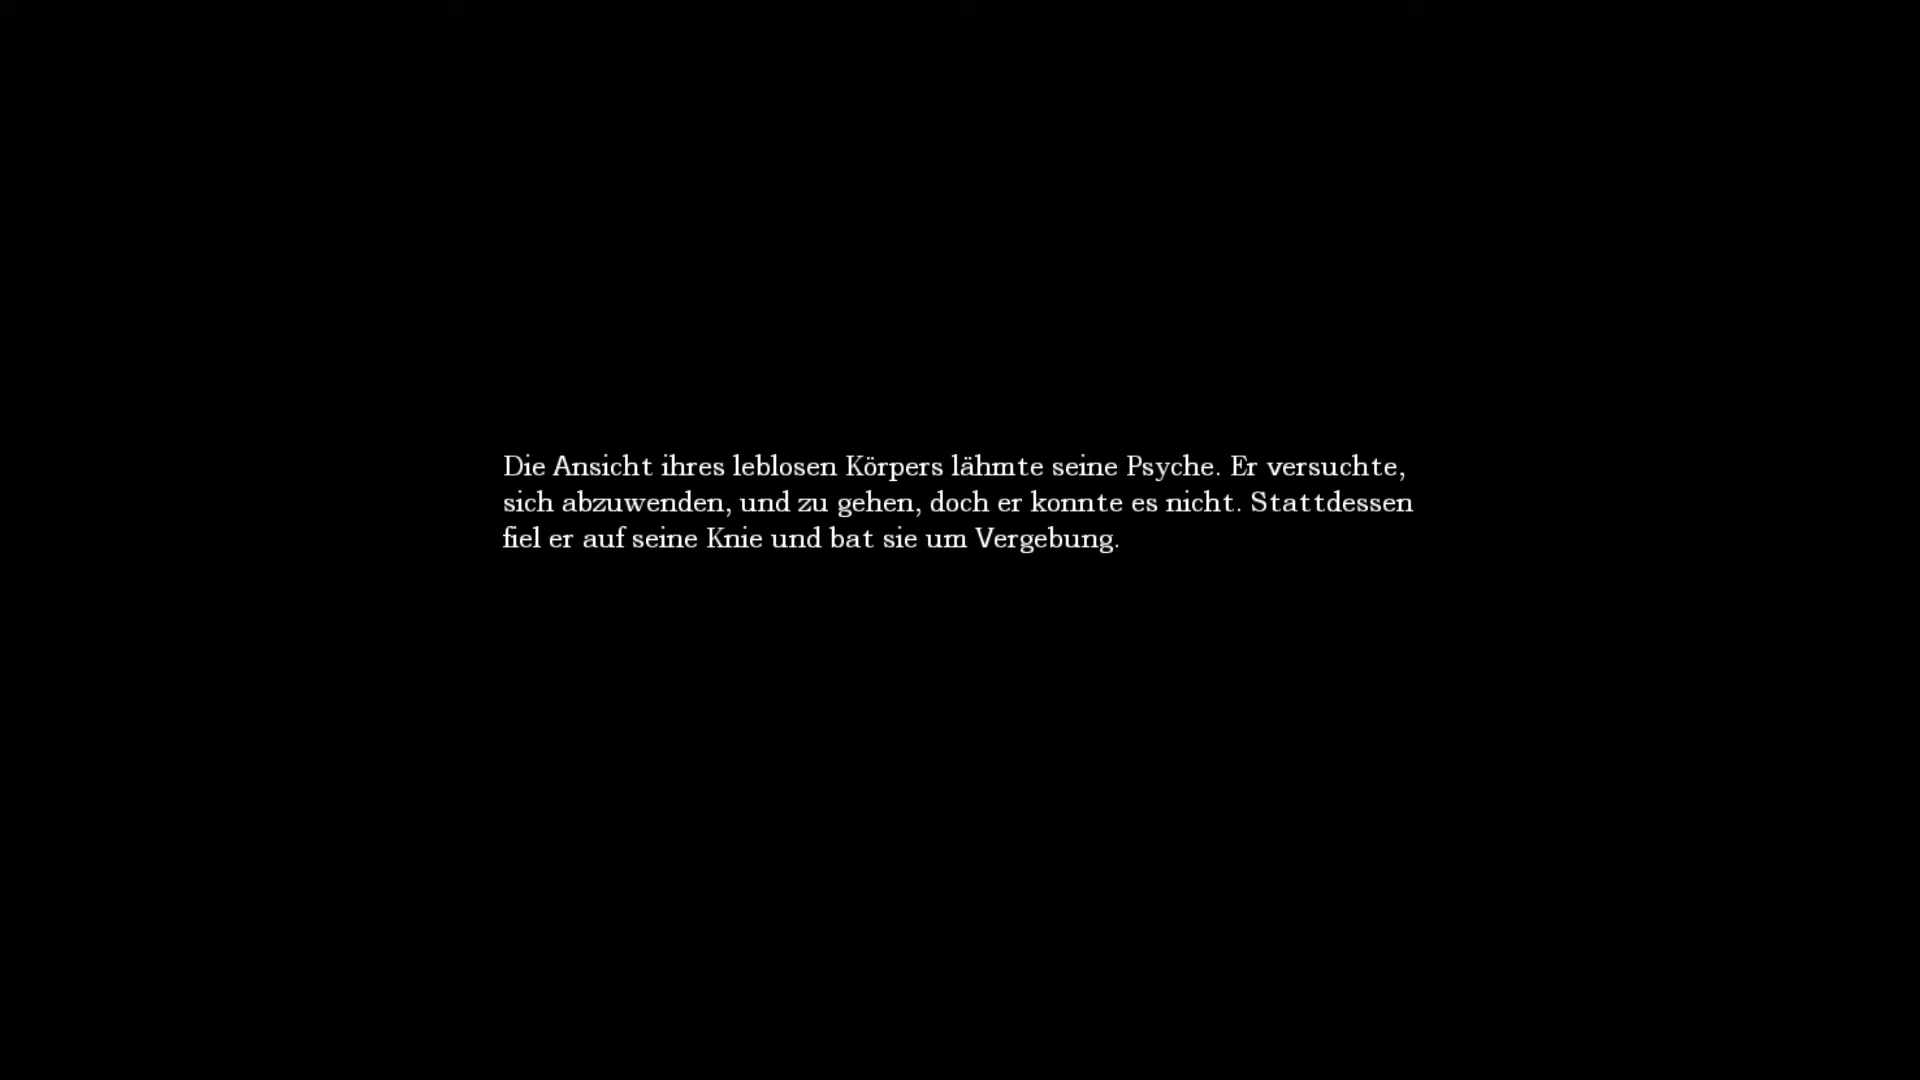 Die Ansicht ihres leblosen Körpers lähmte seine Psyche. Er versuchte,
sich abzuwenden, und zu gehen, doch er konnte es nicht. Stattdessen
fiel er auf seine Knie und bat sie um Vergebung.